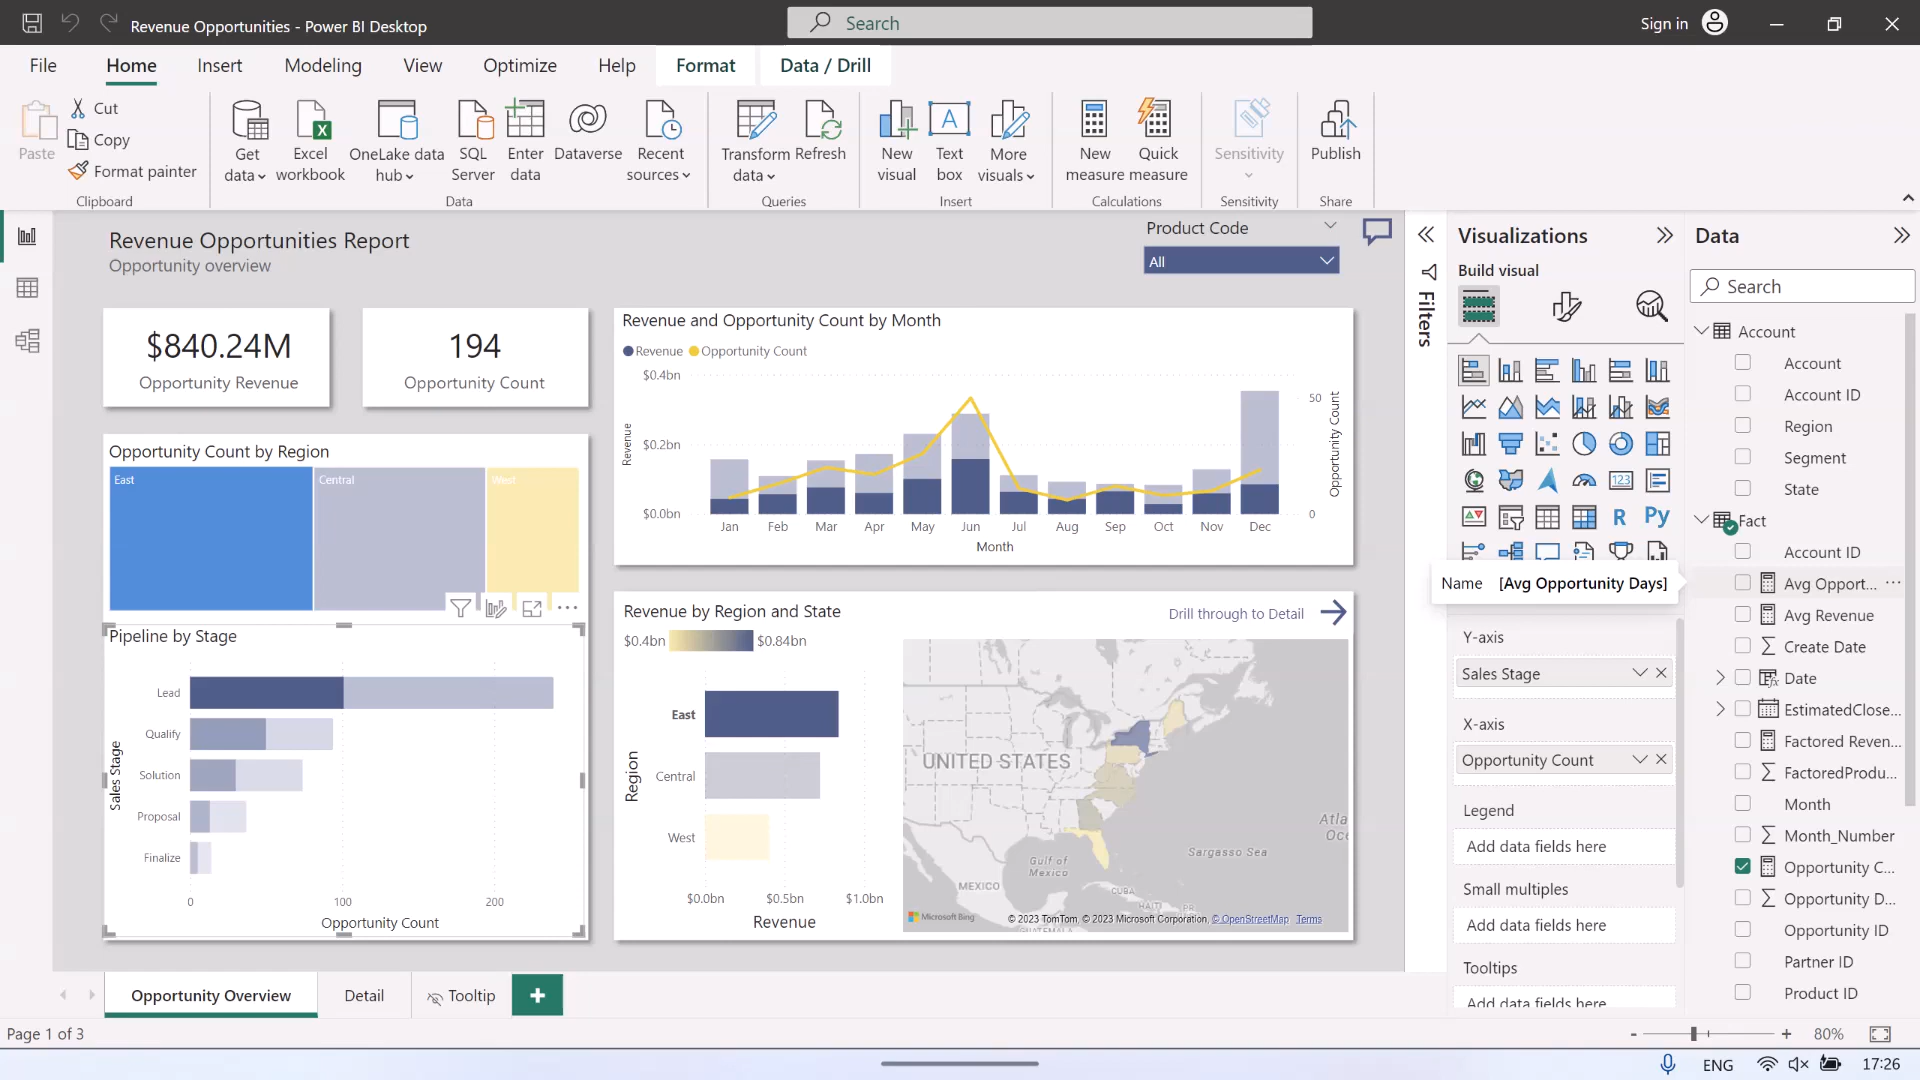 Revenue Opportunities - Power BI Desktop
Search
Sign in
File
Home
Insert
Modeling
View
Optimize
Help
Format
Data / Drill
Paste
Cut
Copy
Format painter
Clipboard
Get data
Excel workbook
OneLake data hub
SQL Server
Enter data
Dataverse
Recent sources
Data
Transform data
Refresh
Queries
New visual
Text box
More visuals
Insert
New measure
Quick measure
Calculations
Sensitivity
Sensitivity
Publish
Share
Revenue Opportunities Report
Opportunity overview
Product Code
All
$840.24M
Opportunity Revenue
194
Opportunity Count
Revenue and Opportunity Count by Month
Revenue
Opportunity Count
$0.4bn
$0.2bn
$0.0bn
Revenue
50
0
Opportunity Count
Jan
Feb
Mar
Apr
May
Jun
Jul
Aug
Sep
Oct
Nov
Dec
Month
Opportunity Count by Region
East
Central
West
Pipeline by Stage
Sales Stage
Lead
Qualify
Solution
Proposal
Finalize
0
100
200
Opportunity Count
Revenue by Region and State
Drill through to Detail
$0.4bn
$0.84bn
Region
East
Central
West
$0.0bn
$0.5bn
$1.0bn
Revenue
UNITED STATES
Atla
Oc
Sargasso Sea
Gulf of
Mexico
MEXICO
CUBA
HAITI
PR
GUATEMALA
Microsoft Bing
© 2023 TomTom, © 2023 Microsoft Corporation, © OpenStreetMap Terms
Opportunity Overview
Detail
Tooltip
Page 1 of 3
Filters
Visualizations
Build visual
123
R
Py
Name [Avg Opportunity Days]
Y-axis
Sales Stage
X-axis
Opportunity Count
Legend
Add data fields here
Small multiples
Add data fields here
Tooltips
Add data fields here
Data
Search
Account
Account
Account ID
Region
Segment
State
Fact
Account ID
Avg Opport...
Avg Revenue
Create Date
Date
EstimatedClose...
Factored Reven...
FactoredProdu...
Month
Month_Number
Opportunity C...
Opportunity D...
Opportunity ID
Partner ID
Product ID
- + 80%
ENG
17:26